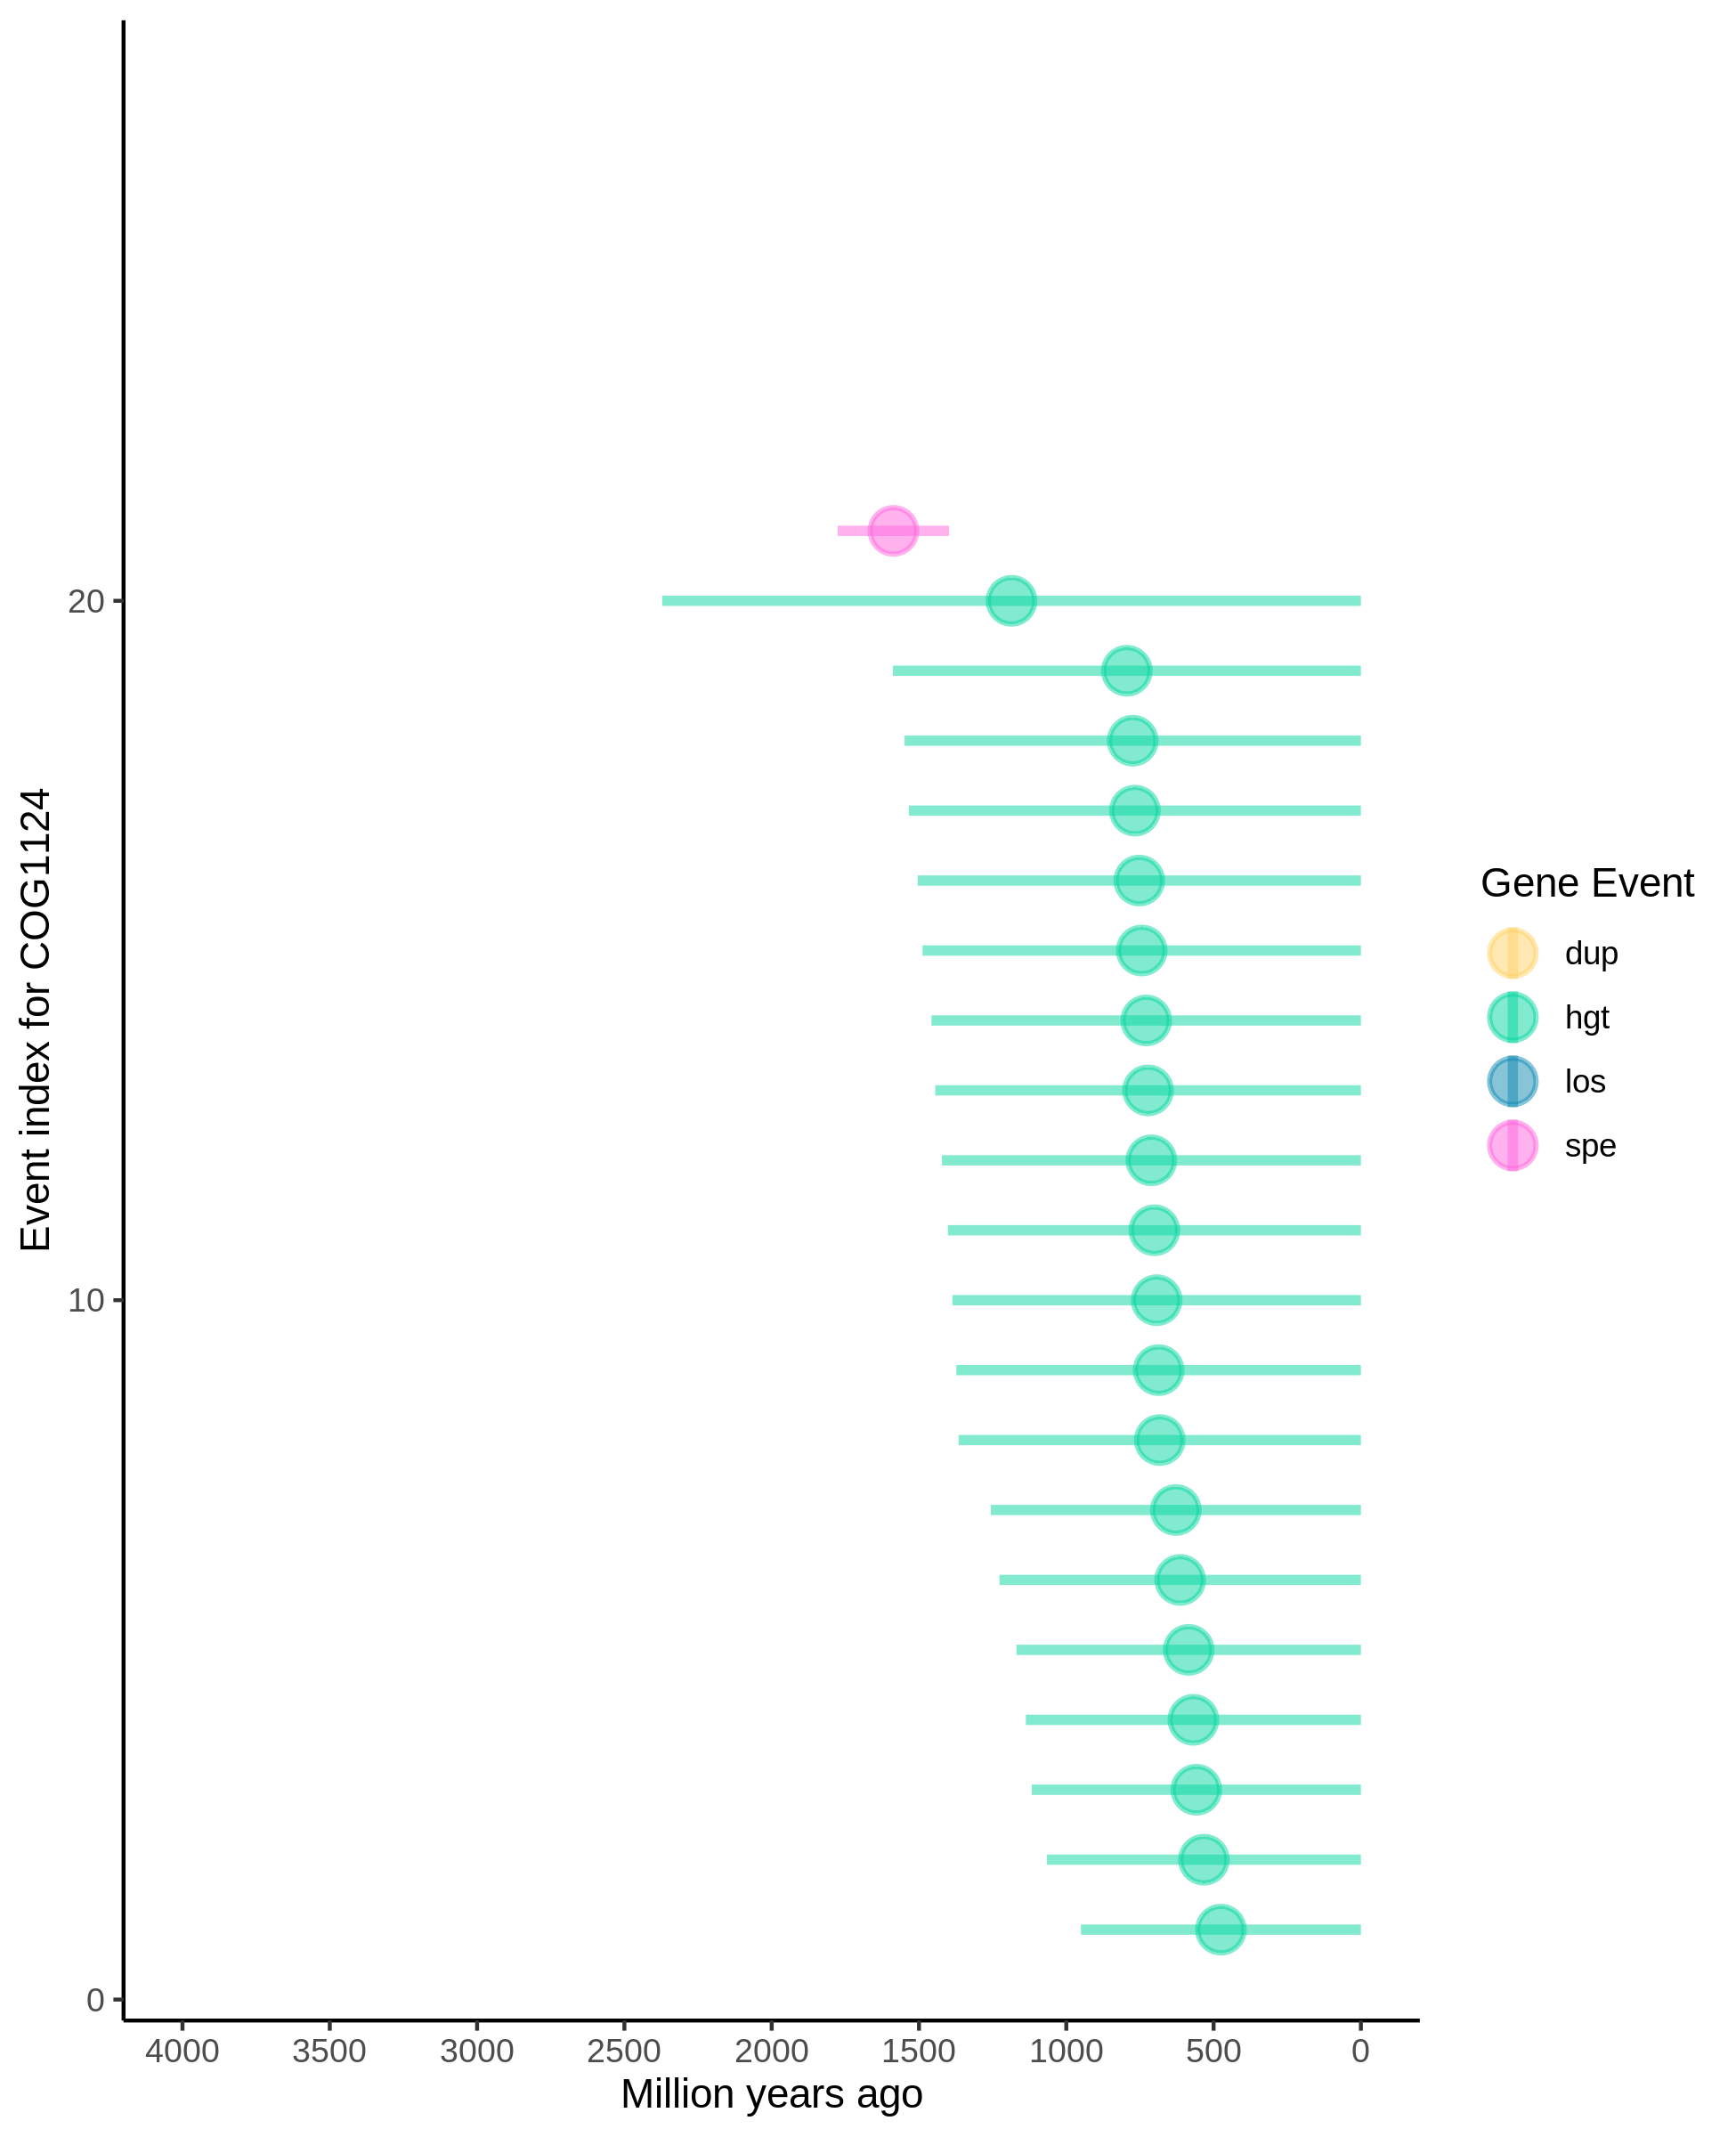 Event index for COG1124
20
10
0
4000 3500 3000 2500 2000 1500 1000 500 0
Million years ago
Gene Event
dup
hgt
los
spe